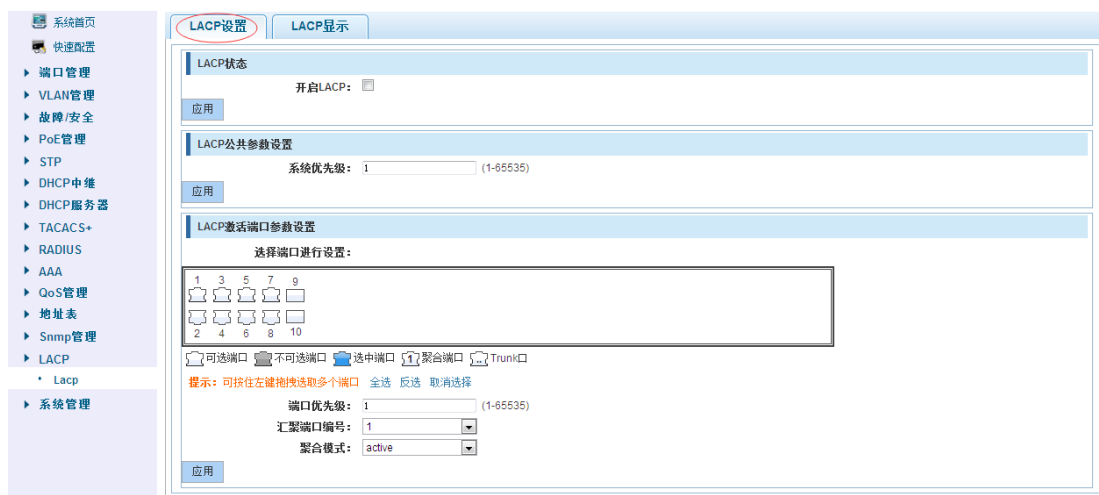 系统首页
快速配置
端口管理
VLAN管理
故障/安全
PoE管理
STP
DHCP中继
DHCP服务器
TACACS+
RADIUS
AAA
QoS管理
地址表
Snmp管理
LACP
Lacp
系统管理
LACP设置 LACP显示
LACP状态
开启LACP:
应用
LACP公共参数设置
系统优先级: 1 (1-65535)
应用
LACP激活端口参数设置
选择端口进行设置:
1 3 5 7 9
2 4 6 8 10
可选端口 不可选端口 选中端口 1 聚合端口 Trunk口
提示:可按住左键拖拽选取多个端口 全选 反选 取消选择
端口优先级: 1 (1-65535)
汇聚端口编号: 1
聚合模式: active
应用